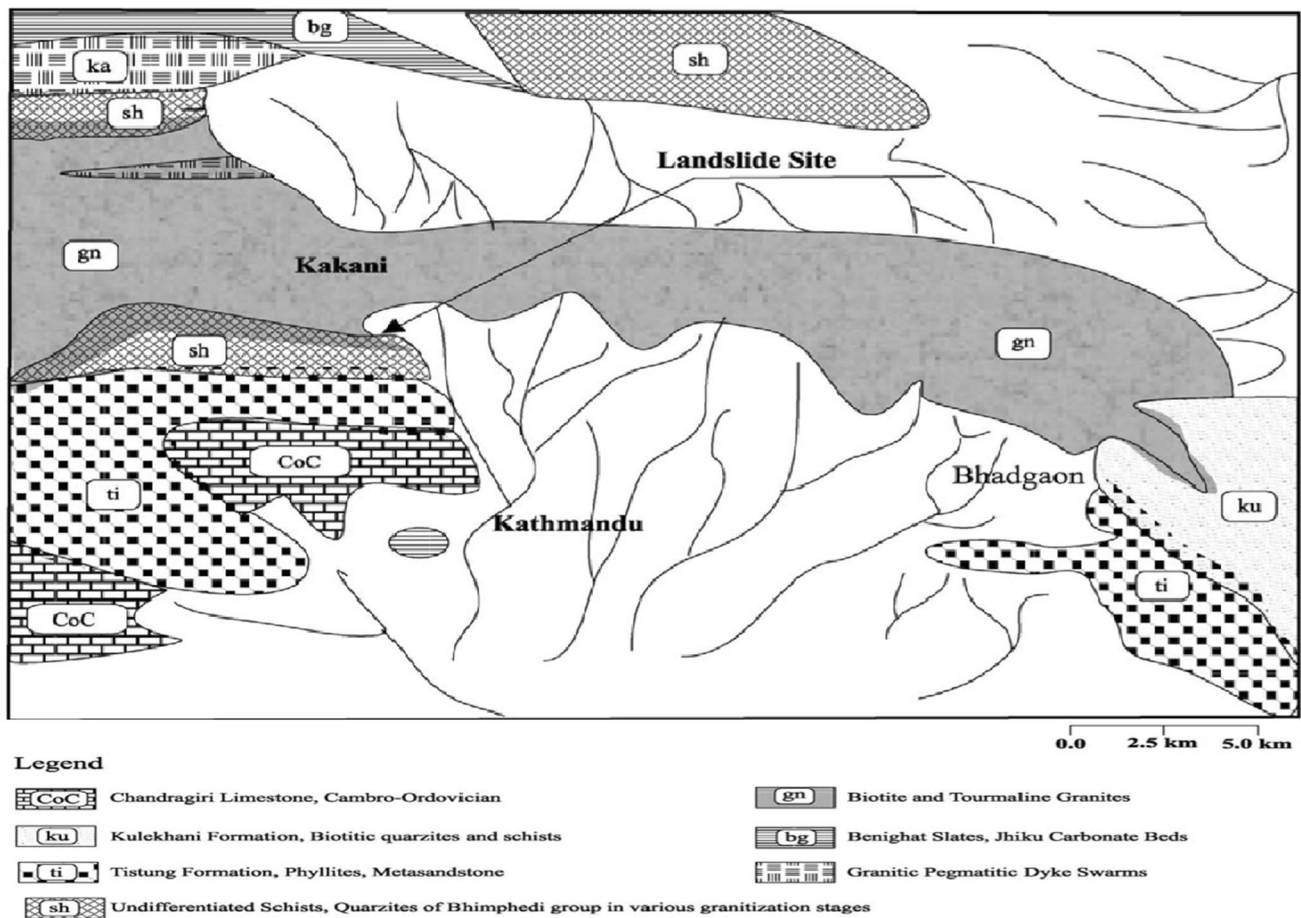 bg
sh
ka
sh
Landslide Site
gn
Kakani
gn
sh
CoC
ti
Bhadgaon
Kathmandu
ku
ti
CoC
0.0 2.5 km 5.0 km
Legend
CoC Chandragiri Limestone, Cambro-Ordovician
gn Biotite and Tourmaline Granites
ku Kulekhani Formation, Biotitic quarzites and schists
bg Benighat Slates, Jhiku Carbonate Beds
ti Tistung Formation, Phyllites, Metasandstone
Granitic Pegmatitic Dyke Swarms
sh Undifferentiated Schists, Quarzites of Bhimphedi group in various granitization stages